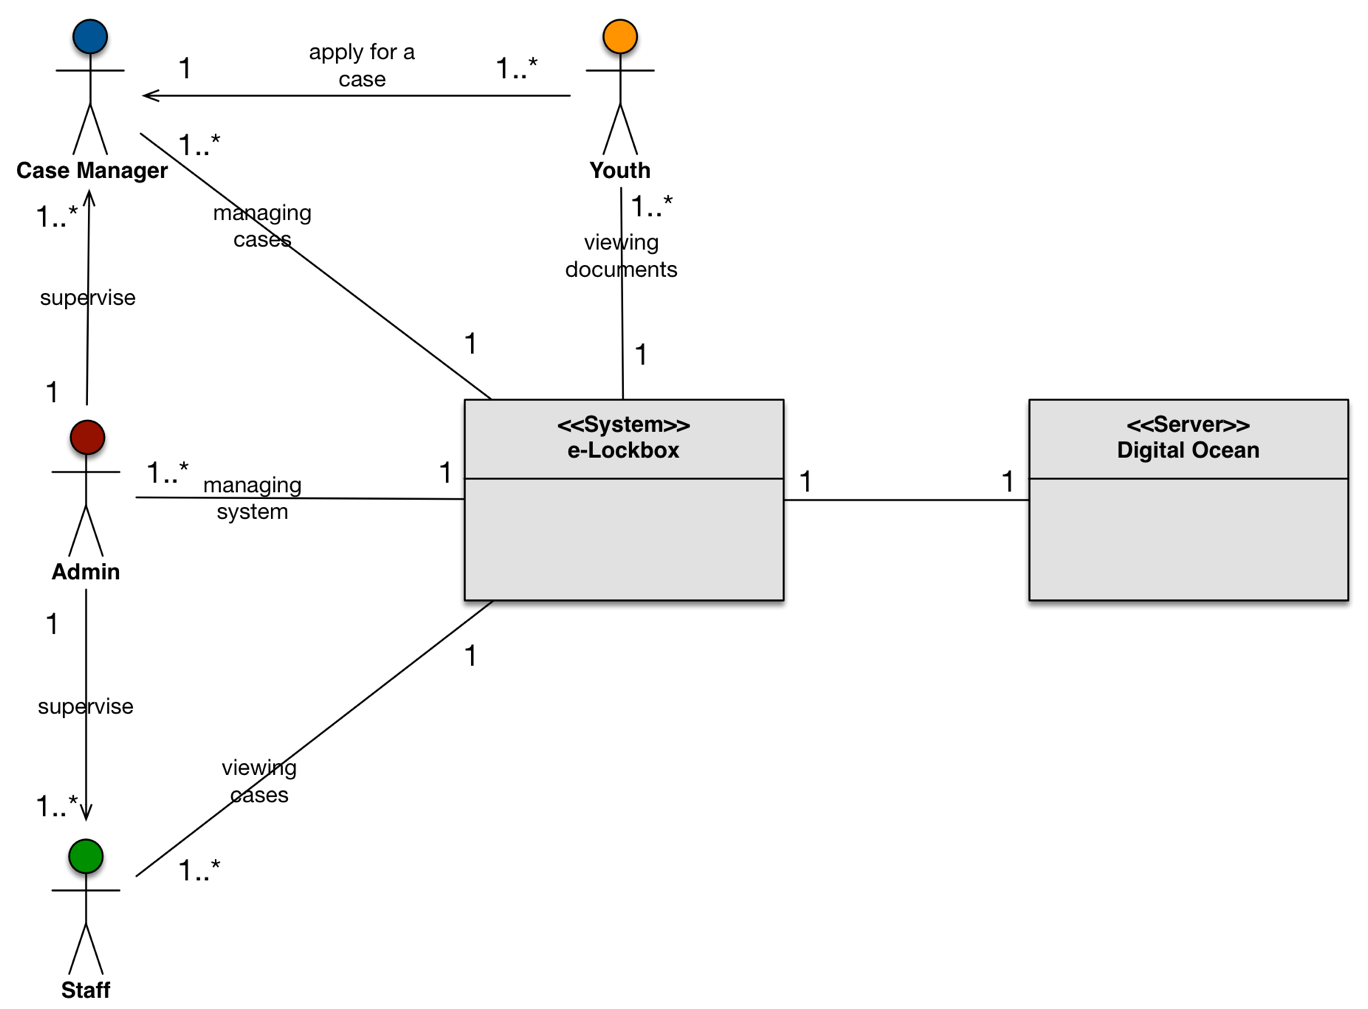 apply for a
case
1
1..*
1..*
Case Manager
Youth
1..*
1..*
managing
cases
viewing
documents
supervise
1
1
1
<<System>>
e-Lockbox
<<Server>>
Digital Ocean
1..*
managing
system
1
1
1
Admin
1
1
supervise
viewing
cases
1..*
1..*
Staff